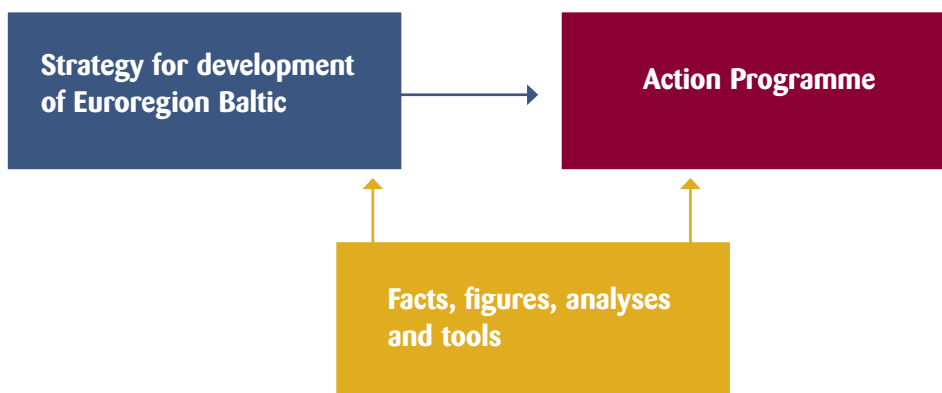 Strategy for development
of Euroregion Baltic
Action Programme
Facts, figures, analyses
and tools